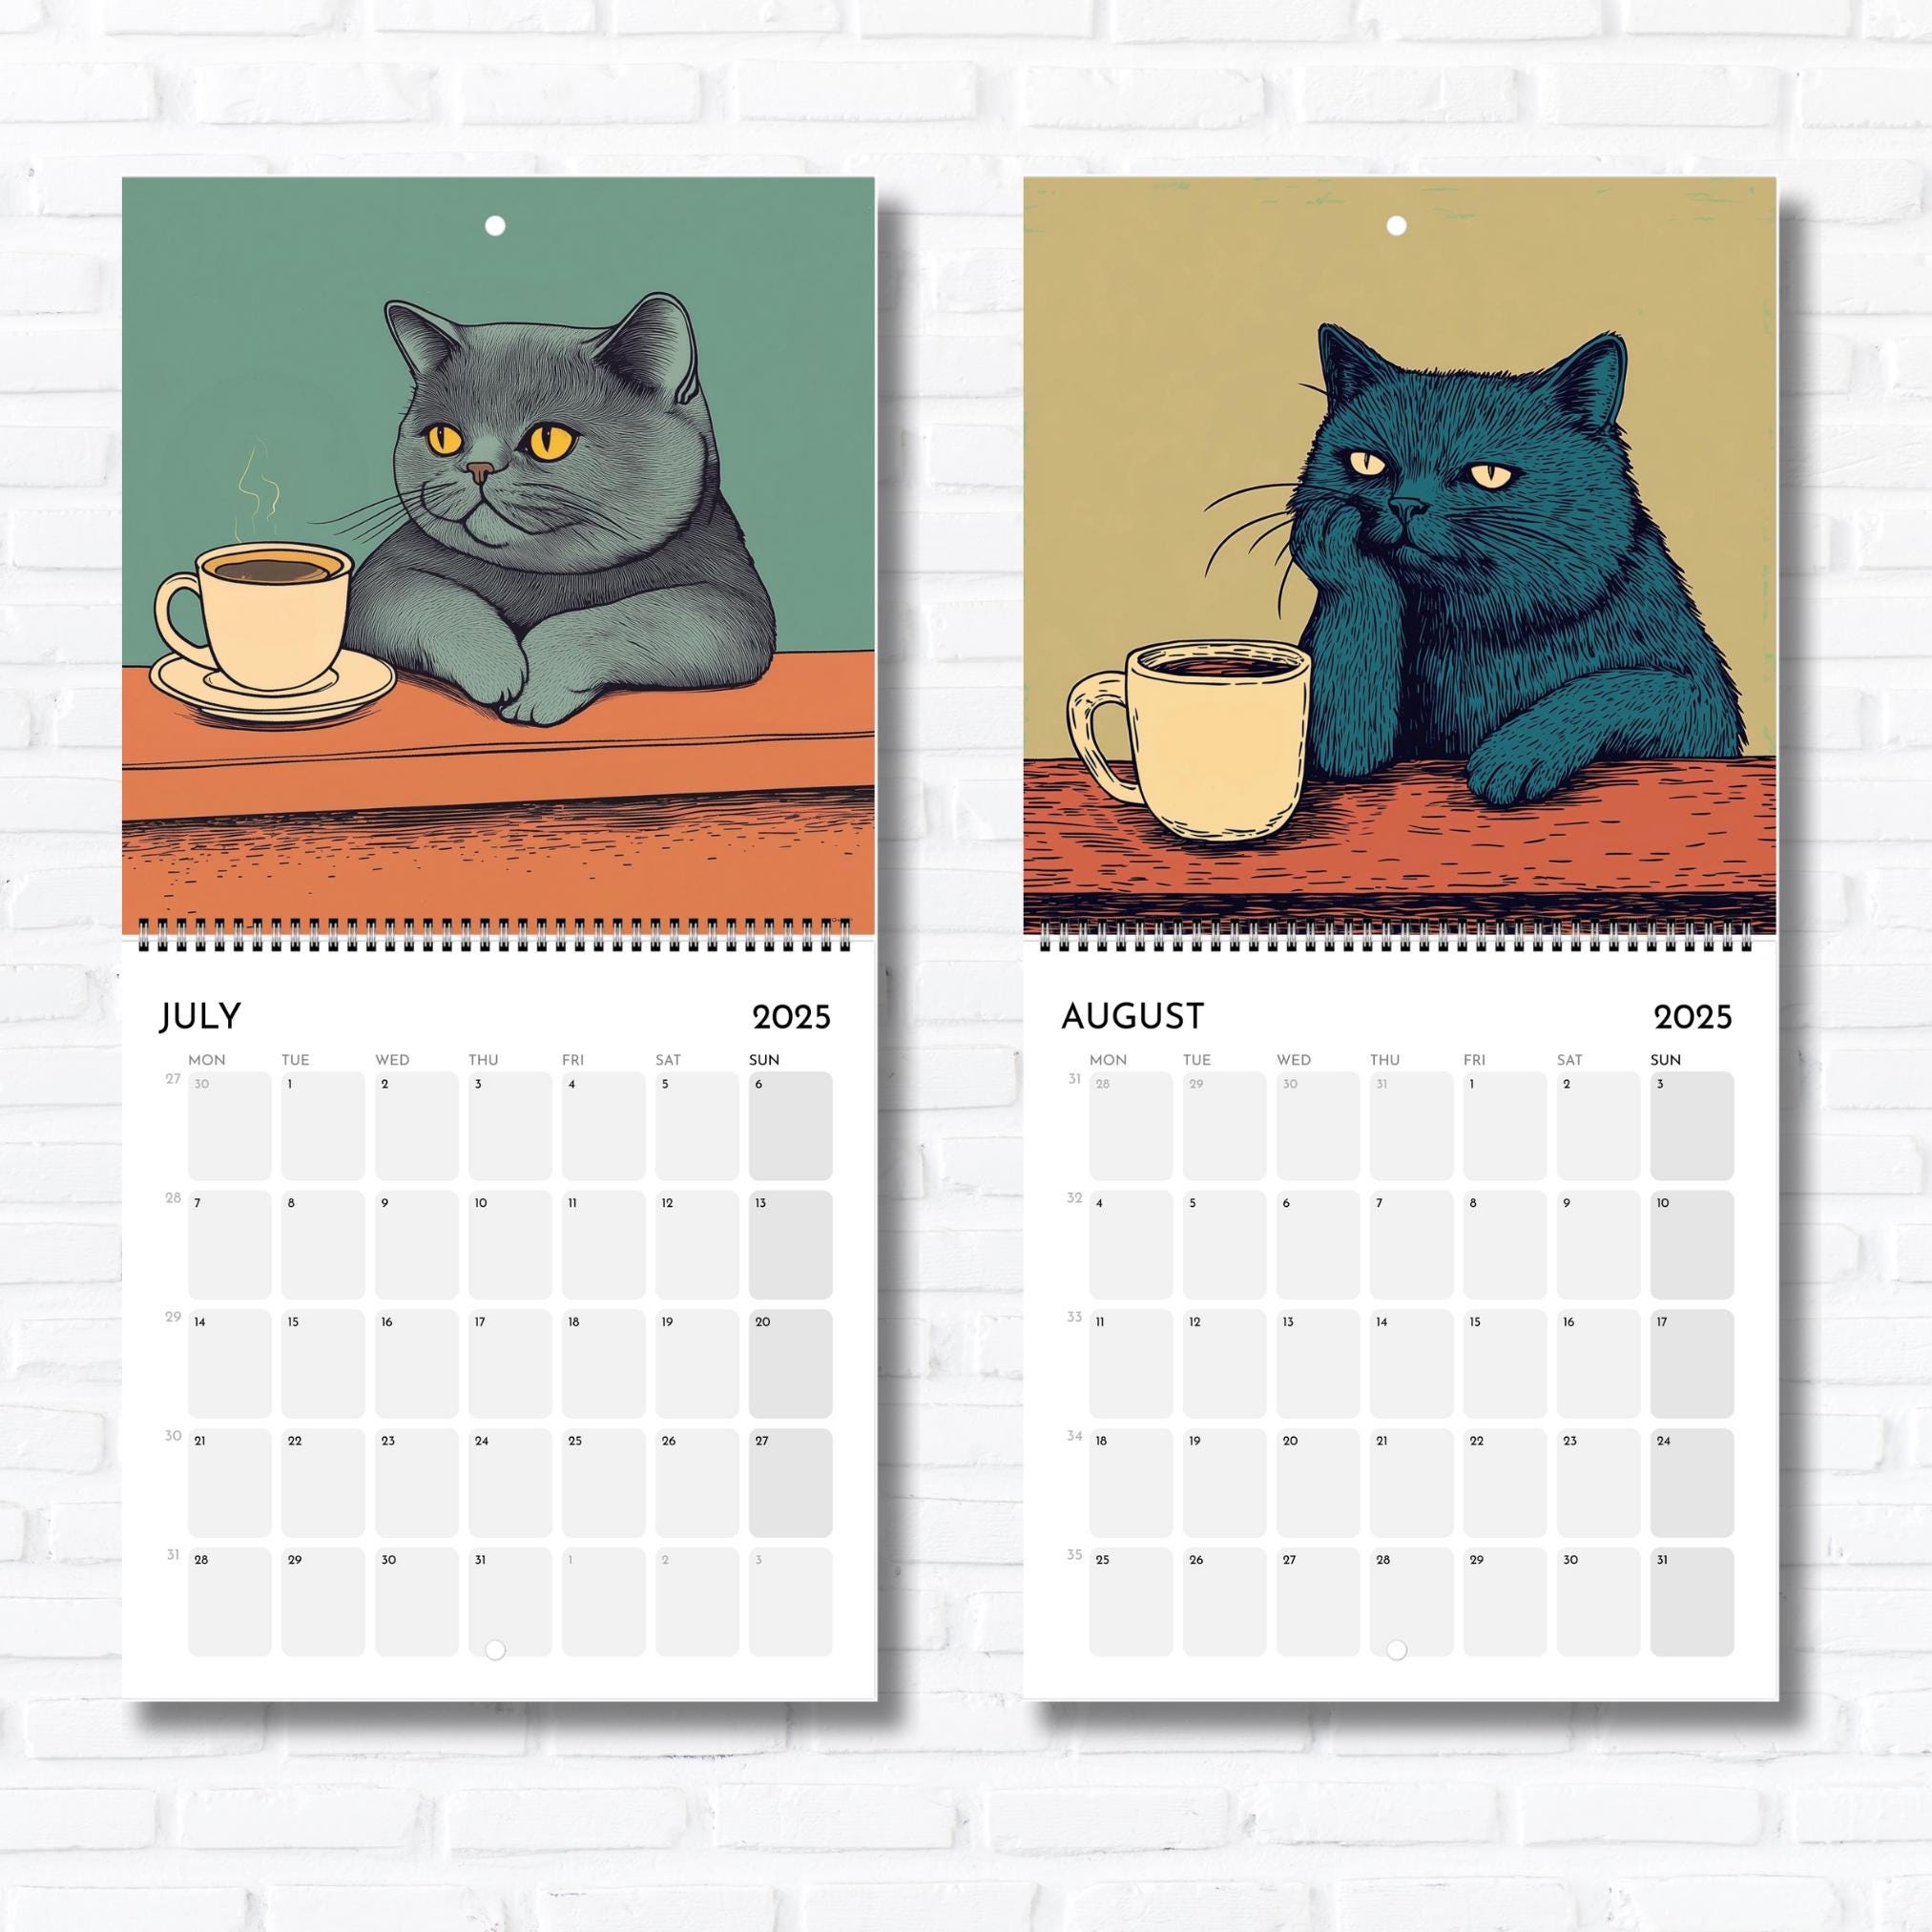 JULY 2025
MON TUE WED THU FRI SAT SUN
27 30 1 2 3 4 5 6
28 7 8 9 10 11 12 13
29 14 15 16 17 18 19 20
30 21 22 23 24 25 26 27
31 28 29 30 31 1 2 3
AUGUST 2025
MON TUE WED THU FRI SAT SUN
31 28 29 30 31 1 2 3
32 4 5 6 7 8 9 10
33 11 12 13 14 15 16 17
34 18 19 20 21 22 23 24
35 25 26 27 28 29 30 31